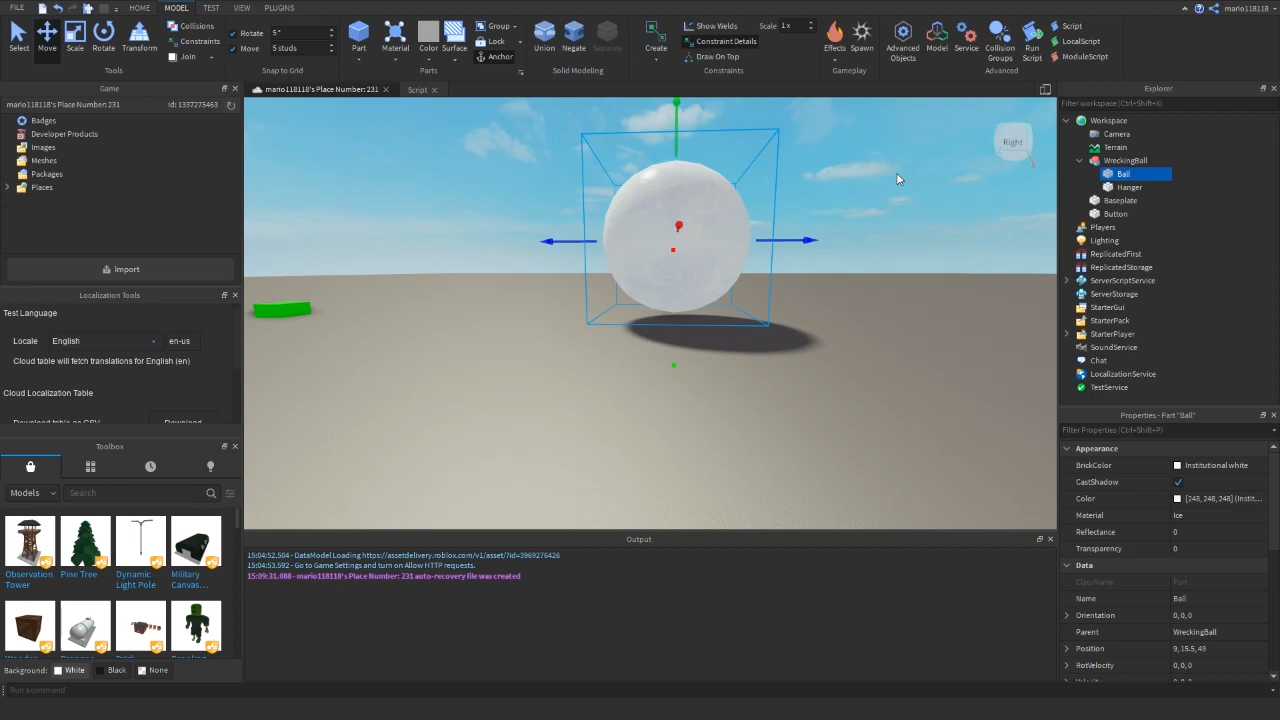 FILE HOME MODEL TEST VIEW PLUGINS mario118118
Select Move Scale Rotate Transform
Collisions
Constraints
Join
Tools
Rotate 5°
Move 5 studs
Snap to Grid
Part Material Color Surface
Group
Lock
Anchor
Parts
Union Negate Separate
Solid Modeling
Create
Show Welds
Constraint Details
Draw On Top
Scale 1x
Constraints
Effects Spawn
Gameplay
Advanced Objects
Model Service
Collision Groups
Run Script
Script
LocalScript
ModuleScript
Advanced
Game
mario118118's Place Number: 231 Id: 1337275463
Badges
Developer Products
Images
Meshes
Packages
Places
Import
Localization Tools
Test Language
Locale English en-us
Cloud table will fetch translations for English (en)
Cloud Localization Table
Toolbox
Models Search
Observation Tower
Pine Tree
Dynamic Light Pole
Military Canvas...
Background: White Black None
mario118118's Place Number: 231
Script
Right
Output
15:04:52.504 - DataModel Loading https://assetdelivery.roblox.com/v1/asset/?id=3969276426
15:04:53.592 - Go to Game Settings and turn on Allow HTTP requests.
15:09:31.088 - mario118118's Place Number: 231 auto-recovery file was created
Explorer
Filter workspace (Ctrl+Shift+X)
Workspace
Camera
Terrain
WreckingBall
Ball
Hanger
Baseplate
Button
Players
Lighting
ReplicatedFirst
ReplicatedStorage
ServerScriptService
ServerStorage
StarterGui
StarterPack
StarterPlayer
SoundService
Chat
LocalizationService
TestService
Properties - Part "Ball"
Filter Properties (Ctrl+Shift+P)
Appearance
BrickColor Institutional white
CastShadow
Color [248, 248, 248] (Instit...
Material Ice
Reflectance 0
Transparency 0
Data
ClassName Part
Name Ball
Orientation 0, 0, 0
Parent WreckingBall
Position 9, 15.5, 49
RotVelocity 0, 0, 0
Run a command